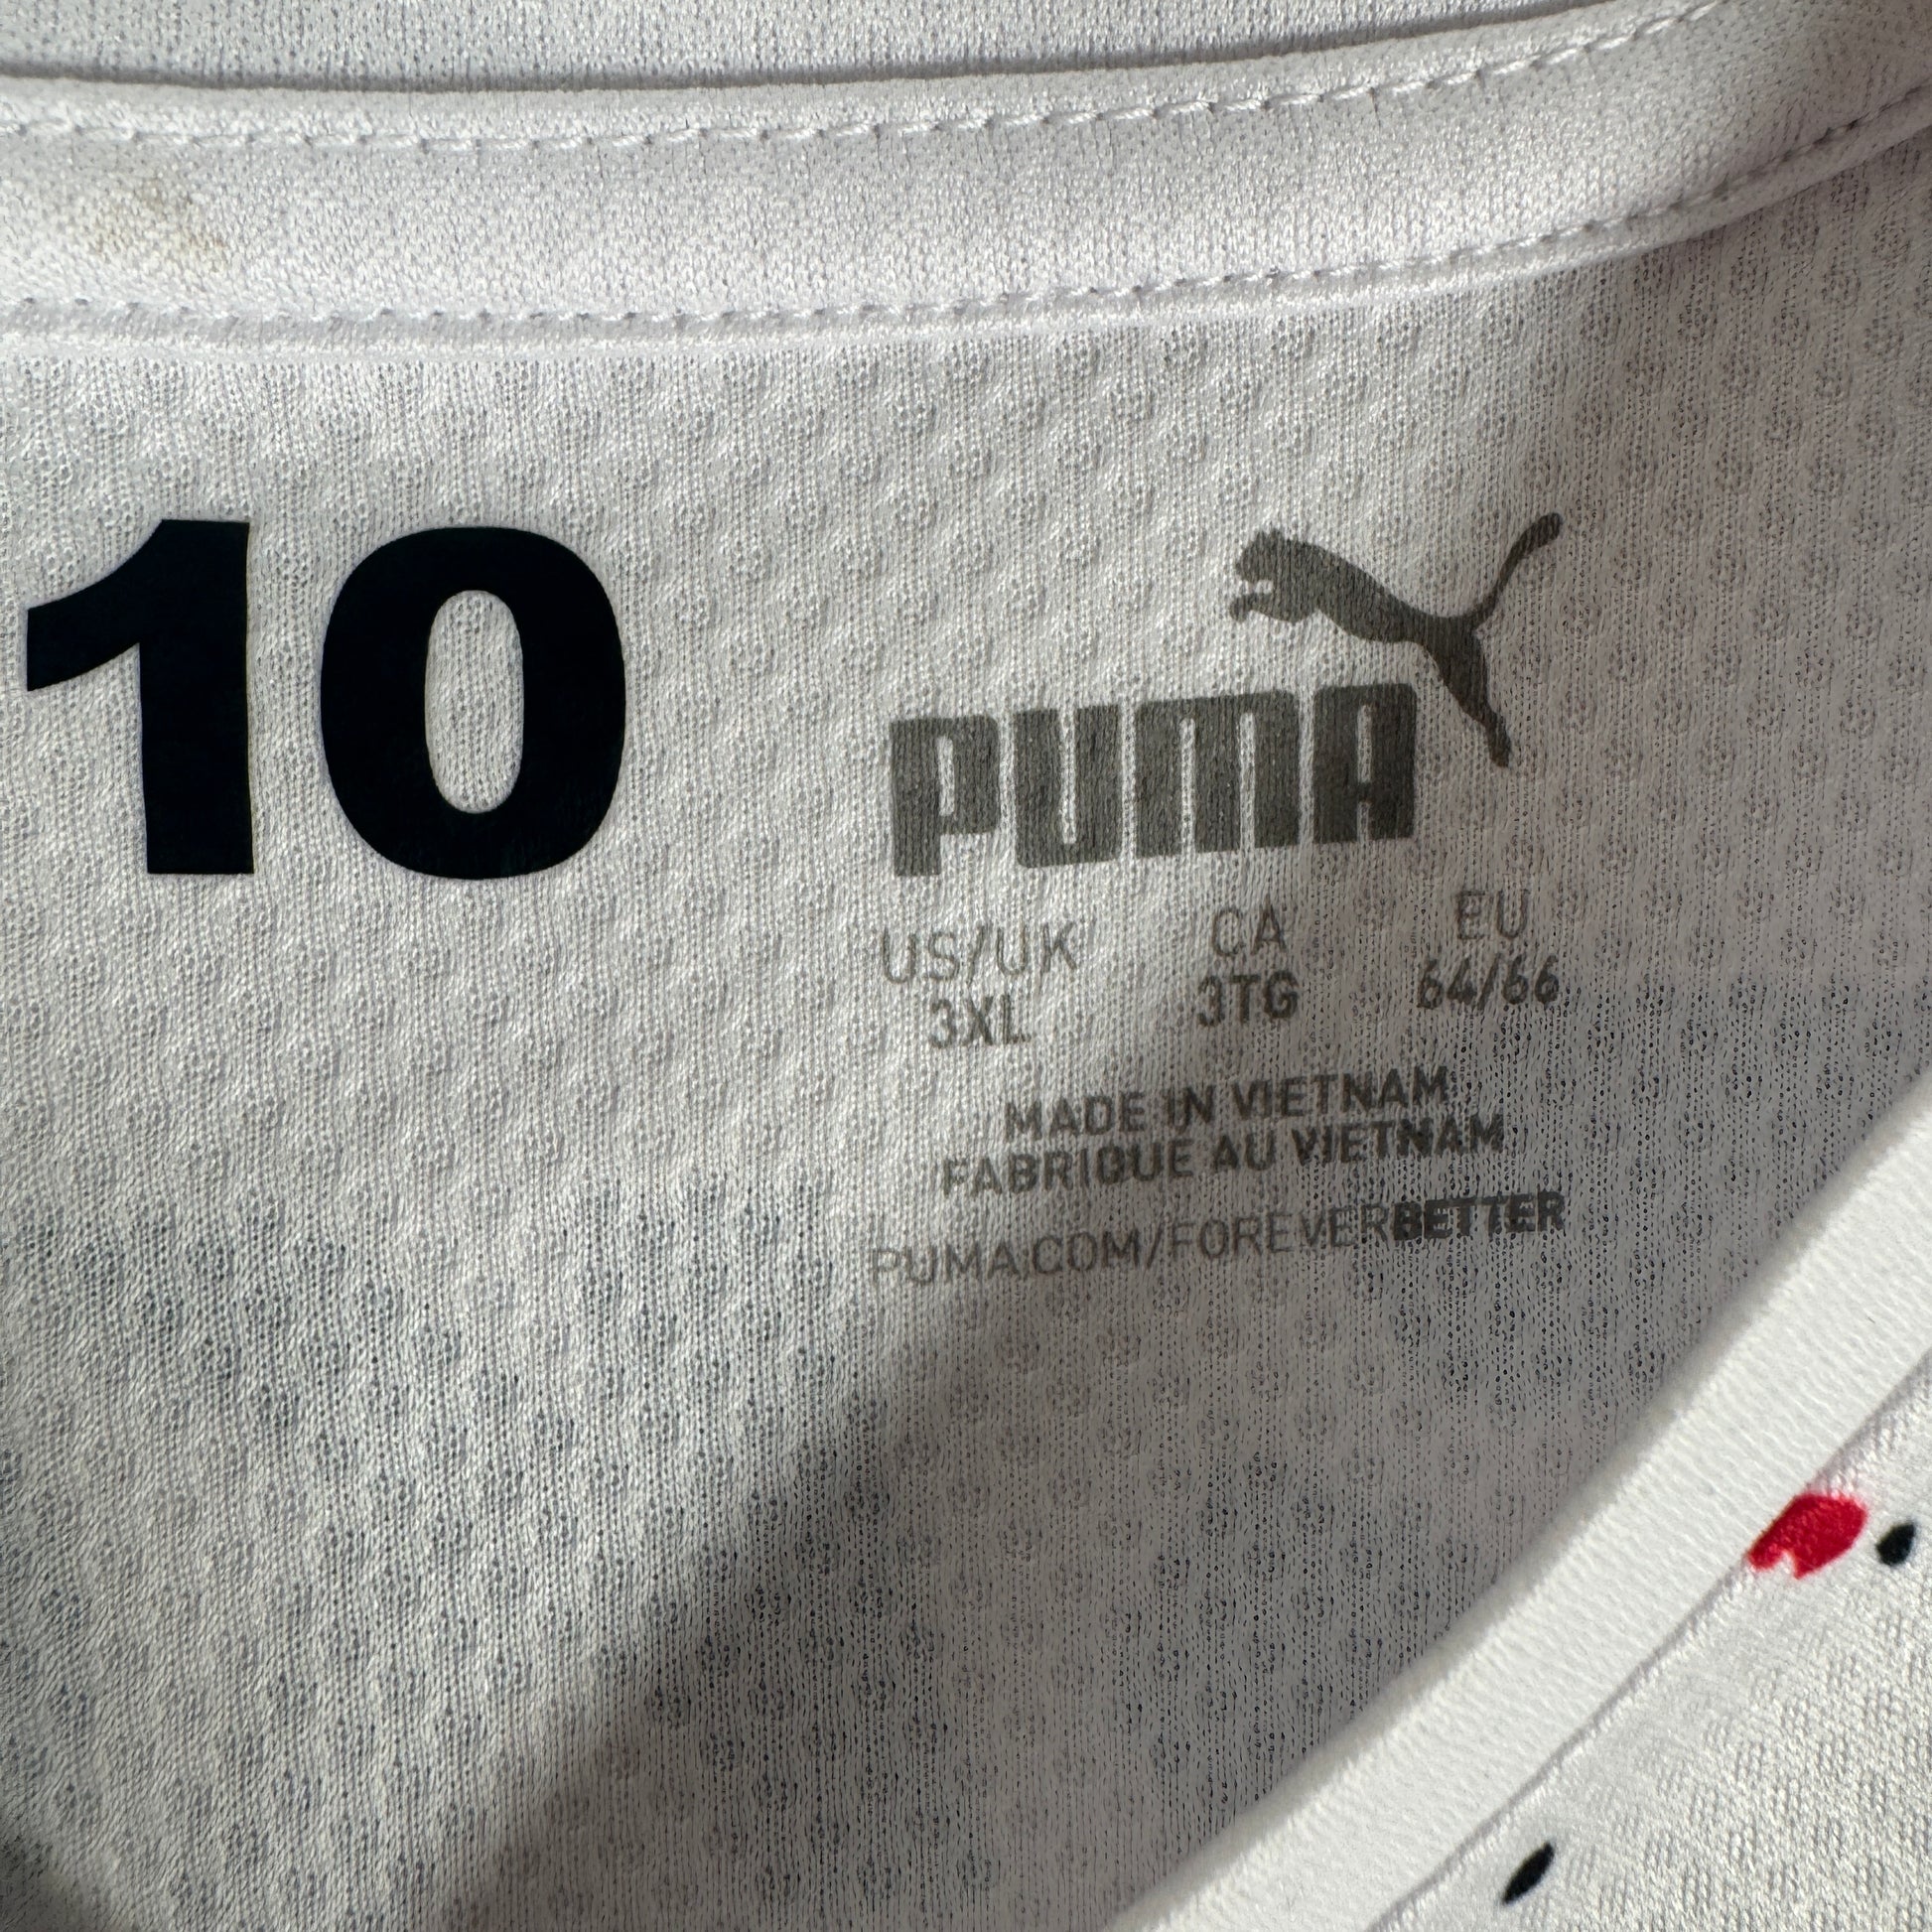 10
PUMA
US/UK CA EU
3XL 3TG 64/66
MADE IN VIETNAM
FABRIQUE AU VIETNAM
PUMA.COM/FOREVERBETTER